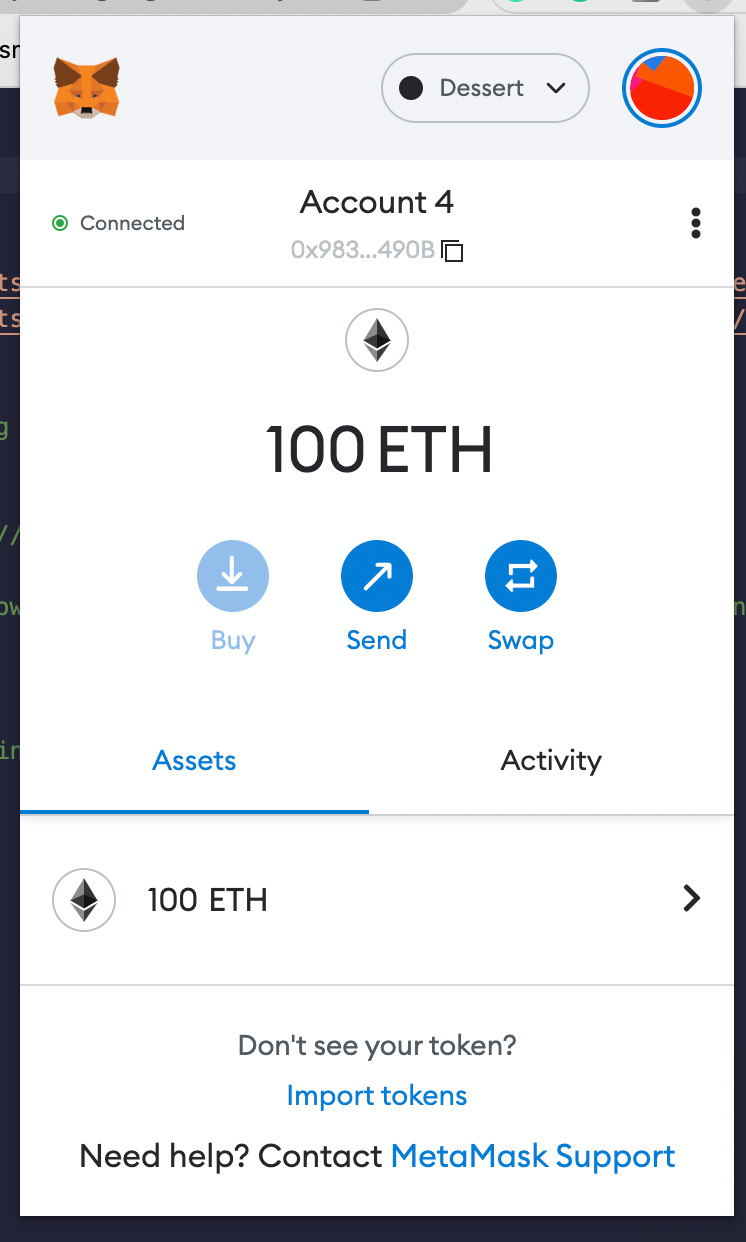 Dessert
Connected
Account 4
0x983...490B
100 ETH
Buy
Send
Swap
Assets
Activity
100 ETH
Don't see your token?
Import tokens
Need help? Contact MetaMask Support